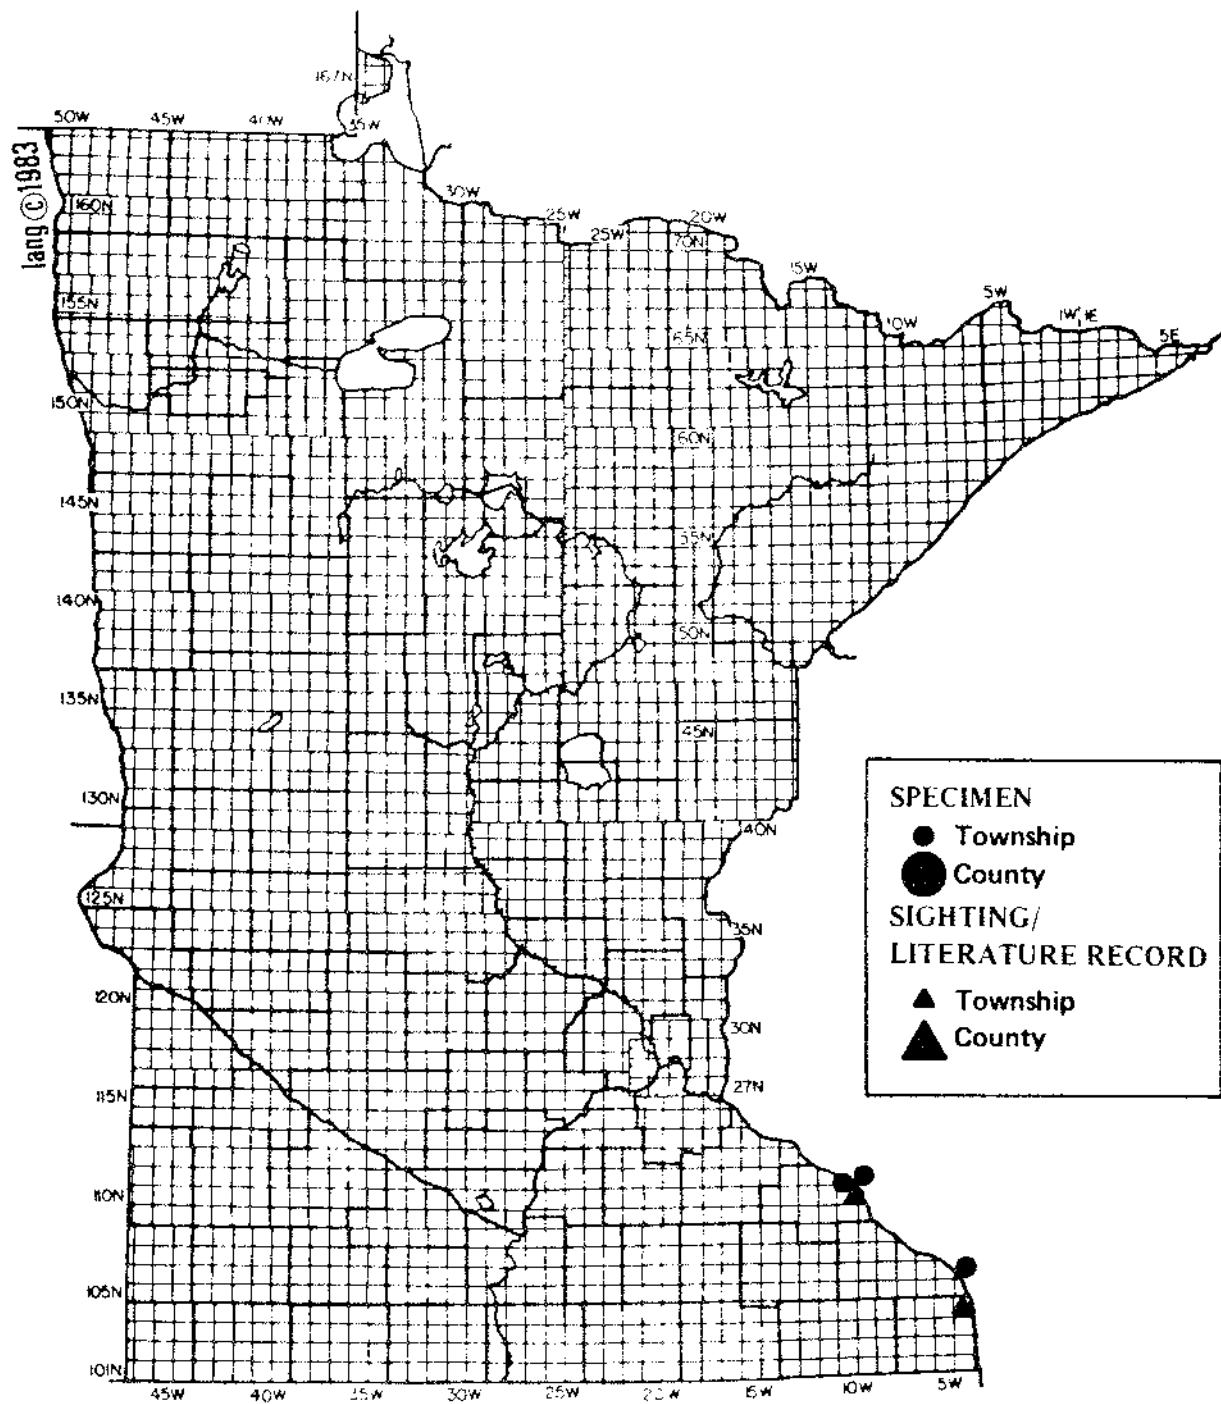 167N
50W 45W 40W 35W
lang © 1983
30W
160N
25W 20W
25W 70N
15W
155N
5W
10W 1W 1E
65N 5E
150N
60N
145N
55N
140N
50N
135N
45N
130N
40N
125N
35N
120N
30N
115N
27N
110N
105N
101N
45W 40W 35W 30W 25W 20W 15W 10W 5W
SPECIMEN
Township
County
SIGHTING/
LITERATURE RECORD
Township
County